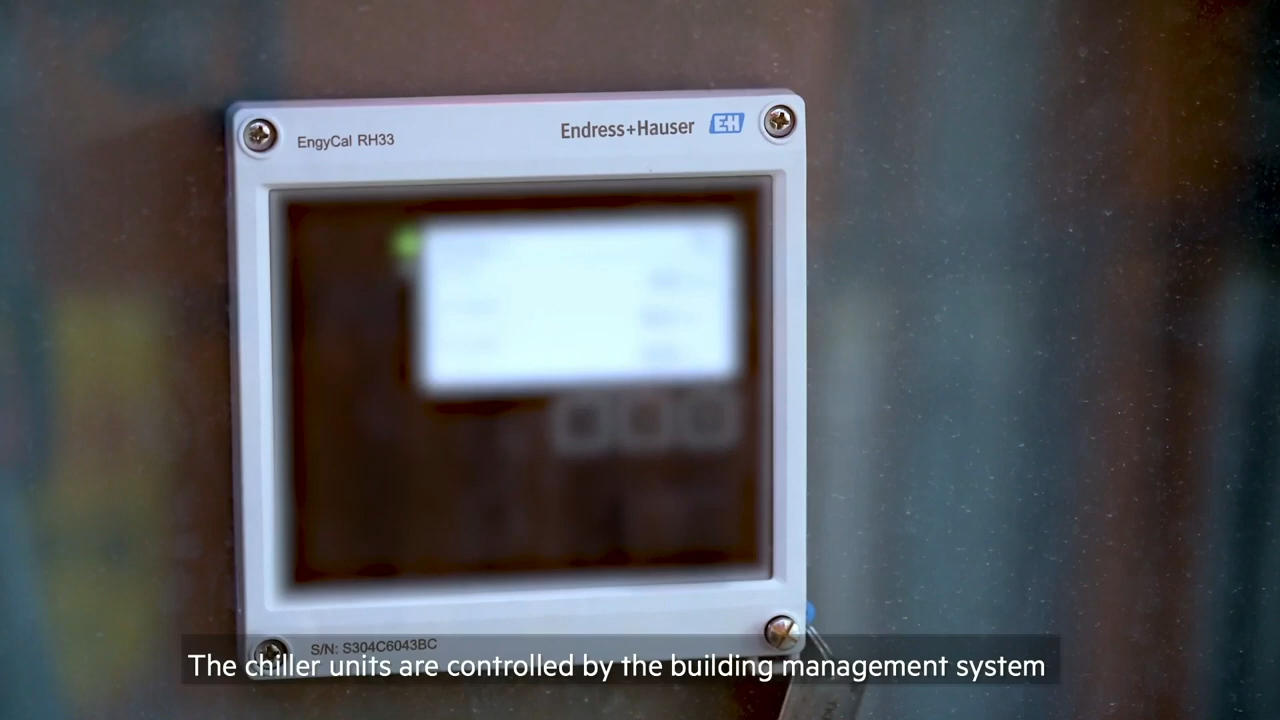 EngyCal RH33
Endress+Hauser EH
S/N: S304C6043BC
The chiller units are controlled by the building management system